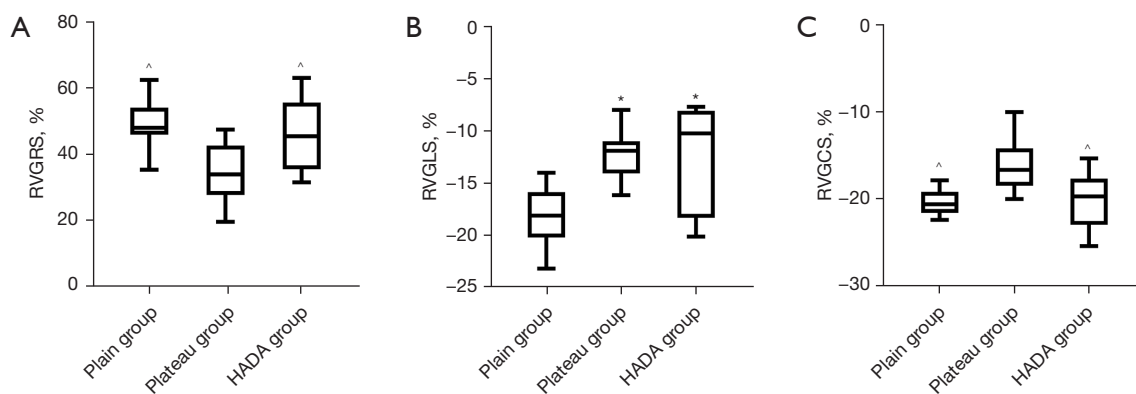 A
RVGRS, %
80
60
40
20
0
^
^
Plain group
Plateau group
HADA group
B
RVGLS, %
0
−5
−10
−15
−20
−25
*
*
Plain group
Plateau group
HADA group
C
RVGCS, %
0
−10
−20
−30
^
^
Plain group
Plateau group
HADA group